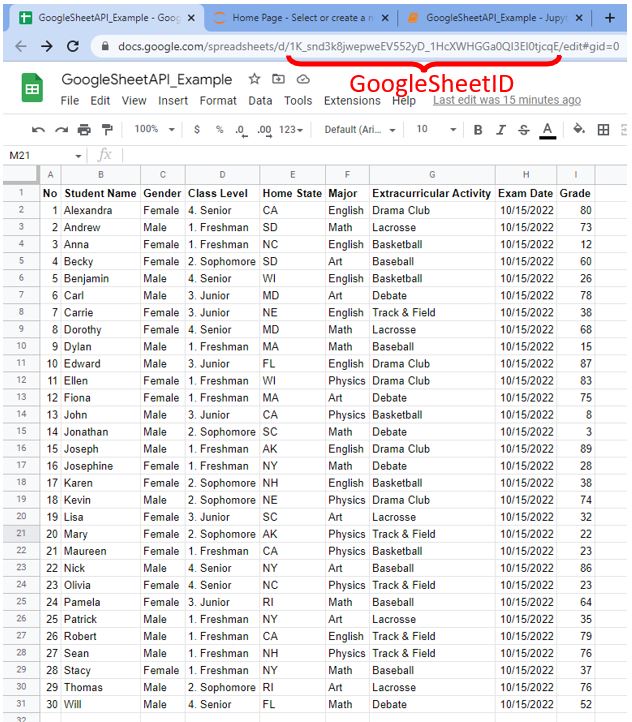 GoogleSheetAPI_Example - Goog
Home Page - Select or create a n
GoogleSheetAPI_Example - Jupyt
docs.google.com/spreadsheets/d/1K_snd3k8jwepweEV552yD_1HcXWHGGa0QI3EI0tjcqE/edit#gid=0
GoogleSheetID
GoogleSheetAPI_Example
File Edit View Insert Format Data Tools Extensions Help Last edit was 15 minutes ago
100% $ % .0 .00 123 Default (Ari... 10 B I S A
M21 fx
A B C D E F G H I
1 No Student Name Gender Class Level Home State Major Extracurricular Activity Exam Date Grade
2 1 Alexandra Female 4. Senior CA English Drama Club 10/15/2022 80
3 2 Andrew Male 1. Freshman SD Math Lacrosse 10/15/2022 73
4 3 Anna Female 1. Freshman NC English Basketball 10/15/2022 12
5 4 Becky Female 2. Sophomore SD Art Baseball 10/15/2022 60
6 5 Benjamin Male 4. Senior WI English Basketball 10/15/2022 26
7 6 Carl Male 3. Junior MD Art Debate 10/15/2022 78
8 7 Carrie Female 3. Junior NE English Track & Field 10/15/2022 38
9 8 Dorothy Female 4. Senior MD Math Lacrosse 10/15/2022 68
10 9 Dylan Male 1. Freshman MA Math Baseball 10/15/2022 15
11 10 Edward Male 3. Junior FL English Drama Club 10/15/2022 87
12 11 Ellen Female 1. Freshman WI Physics Drama Club 10/15/2022 83
13 12 Fiona Female 1. Freshman MA Art Debate 10/15/2022 75
14 13 John Male 3. Junior CA Physics Basketball 10/15/2022 8
15 14 Jonathan Male 2. Sophomore SC Math Debate 10/15/2022 3
16 15 Joseph Male 1. Freshman AK English Drama Club 10/15/2022 89
17 16 Josephine Female 1. Freshman NY Math Debate 10/15/2022 28
18 17 Karen Female 2. Sophomore NH English Basketball 10/15/2022 38
19 18 Kevin Male 2. Sophomore NE Physics Drama Club 10/15/2022 74
20 19 Lisa Female 3. Junior SC Art Lacrosse 10/15/2022 32
21 20 Mary Female 2. Sophomore AK Physics Track & Field 10/15/2022 22
22 21 Maureen Female 1. Freshman CA Physics Basketball 10/15/2022 23
23 22 Nick Male 4. Senior NY Art Baseball 10/15/2022 86
24 23 Olivia Female 4. Senior NC Physics Track & Field 10/15/2022 23
25 24 Pamela Female 3. Junior RI Math Baseball 10/15/2022 64
26 25 Patrick Male 1. Freshman NY Art Lacrosse 10/15/2022 35
27 26 Robert Male 1. Freshman CA English Track & Field 10/15/2022 79
28 27 Sean Male 1. Freshman NH Physics Track & Field 10/15/2022 76
29 28 Stacy Female 1. Freshman NY Math Baseball 10/15/2022 37
30 29 Thomas Male 2. Sophomore RI Art Lacrosse 10/15/2022 76
31 30 Will Male 4. Senior FL Math Debate 10/15/2022 52
32